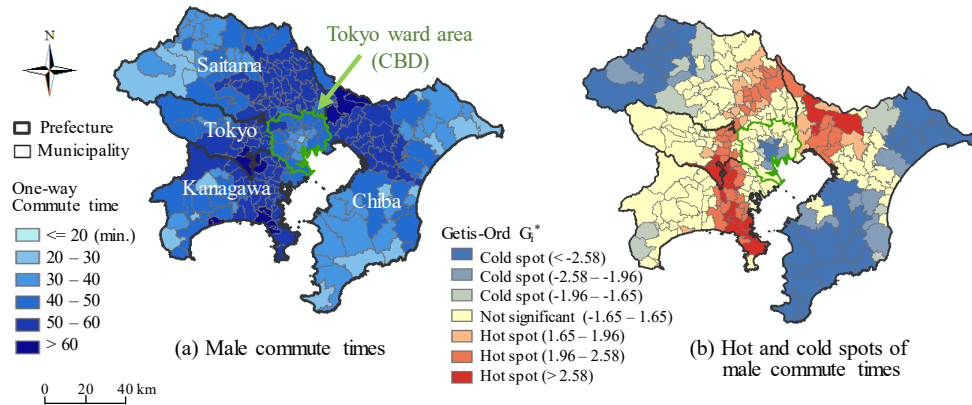 N
Prefecture
Municipality
One-way
Commute time
<= 20 (min.)
20 – 30
30 – 40
40 – 50
50 – 60
> 60
0 20 40 km
Saitama
Tokyo
Kanagawa
Chiba
Tokyo ward area
(CBD)
(a) Male commute times
Getis-Ord Gi*
Cold spot (< -2.58)
Cold spot (-2.58 – -1.96)
Cold spot (-1.96 – -1.65)
Not significant (-1.65 – 1.65)
Hot spot (1.65 – 1.96)
Hot spot (1.96 – 2.58)
Hot spot (> 2.58)
(b) Hot and cold spots of
male commute times